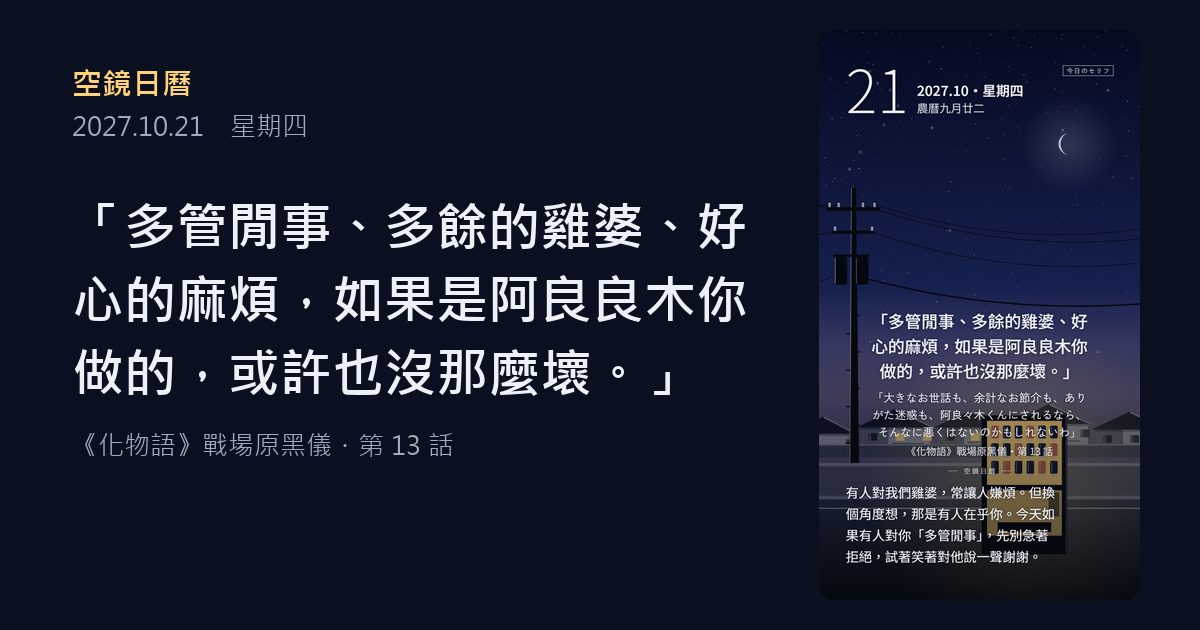 空鏡日曆
2027.10.21 星期四
「多管閒事、多餘的雞婆、好
心的麻煩，如果是阿良良木你
做的，或許也沒那麼壞。」
《化物語》戰場原黑儀・第 13 話
21
2027.10・星期四
農曆九月廿二
今日のセリフ
「多管閒事、多餘的雞婆、好
心的麻煩，如果是阿良良木你
做的，或許也沒那麼壞。」
「大きなお世話も、余計なお節介も、あり
がた迷惑も、阿良々木くんにされるなら、
そんなに悪くはないのかもしれないわ」
《化物語》戰場原黑儀・第 13 話
— 空鏡日曆 —
有人對我們雞婆，常讓人嫌煩。但換
個角度想，那是有人在乎你。今天如
果有人對你「多管閒事」，先別急著
拒絕，試著笑著對他說一聲謝謝。